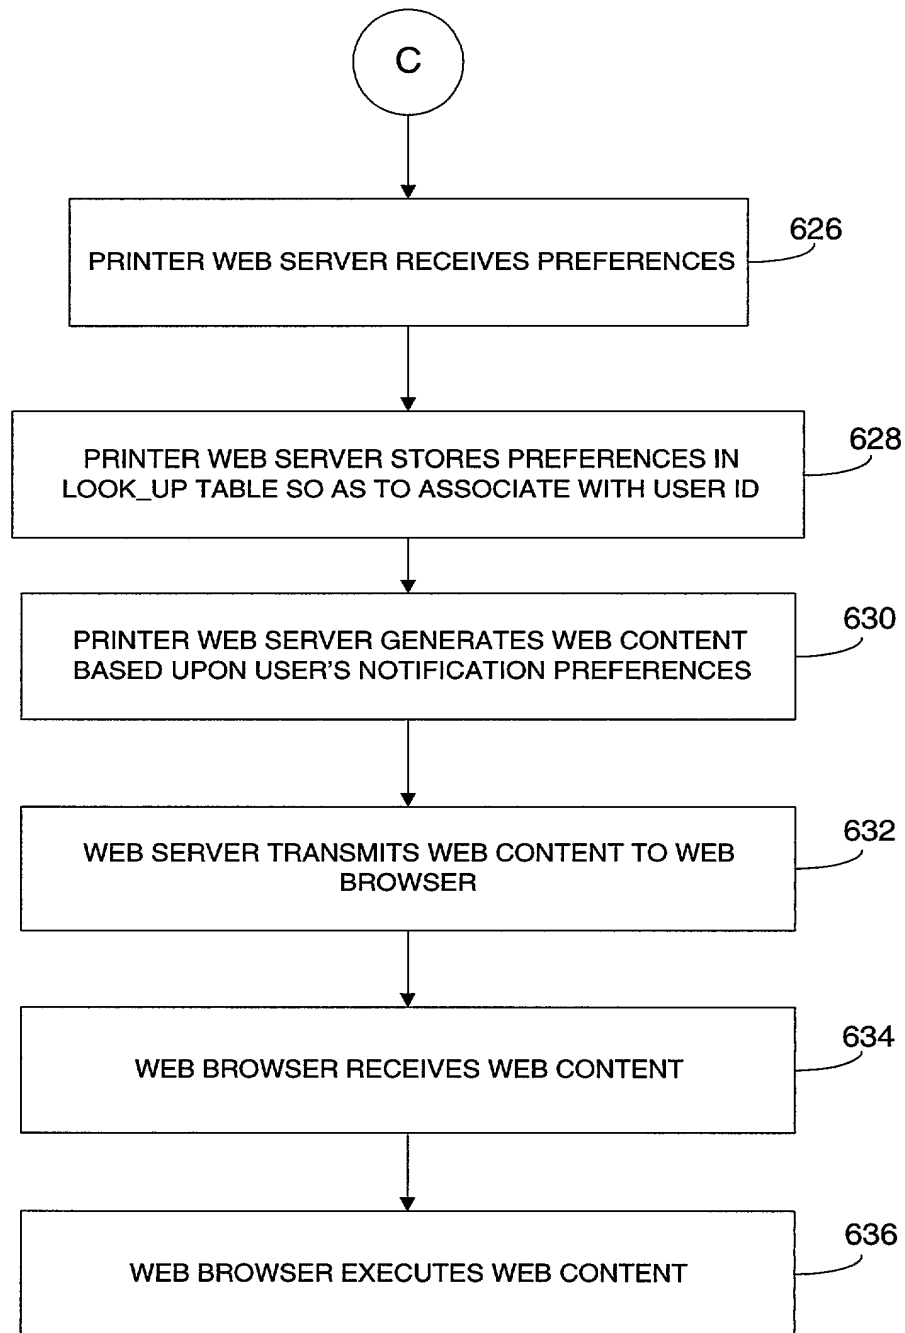 C
PRINTER WEB SERVER RECEIVES PREFERENCES
626
PRINTER WEB SERVER STORES PREFERENCES IN
LOOK_UP TABLE SO AS TO ASSOCIATE WITH USER ID
628
PRINTER WEB SERVER GENERATES WEB CONTENT
BASED UPON USER'S NOTIFICATION PREFERENCES
630
WEB SERVER TRANSMITS WEB CONTENT TO WEB
BROWSER
632
WEB BROWSER RECEIVES WEB CONTENT
634
WEB BROWSER EXECUTES WEB CONTENT
636